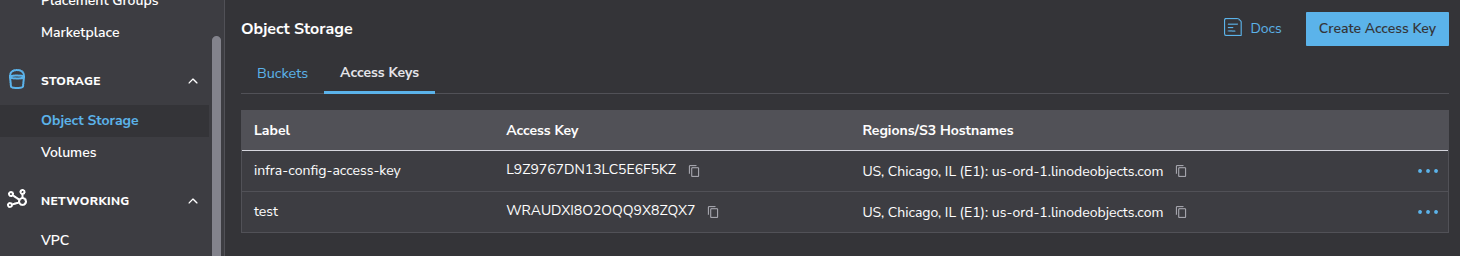 Placement Groups
Marketplace
STORAGE
Object Storage
Volumes
NETWORKING
VPC
Object Storage
Docs
Create Access Key
Buckets
Access Keys
Label Access Key Regions/S3 Hostnames
infra-config-access-key L9Z9767DN13LC5E6F5KZ US, Chicago, IL (E1): us-ord-1.linodeobjects.com
test WRAUDXI8O2OQQ9X8ZQX7 US, Chicago, IL (E1): us-ord-1.linodeobjects.com